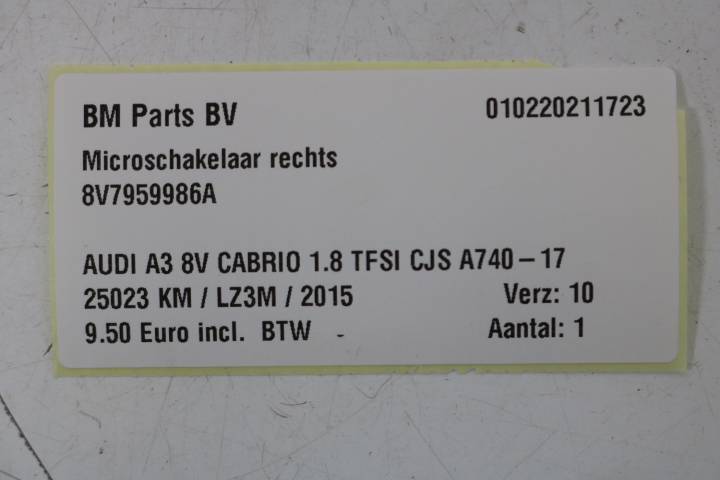 BM Parts BV 010220211723
Microschakelaar rechts
8V7959986A
AUDI A3 8V CABRIO 1.8 TFSI CJS A740-17
25023 KM / LZ3M / 2015 Verz: 10
9.50 Euro incl. BTW - Aantal: 1